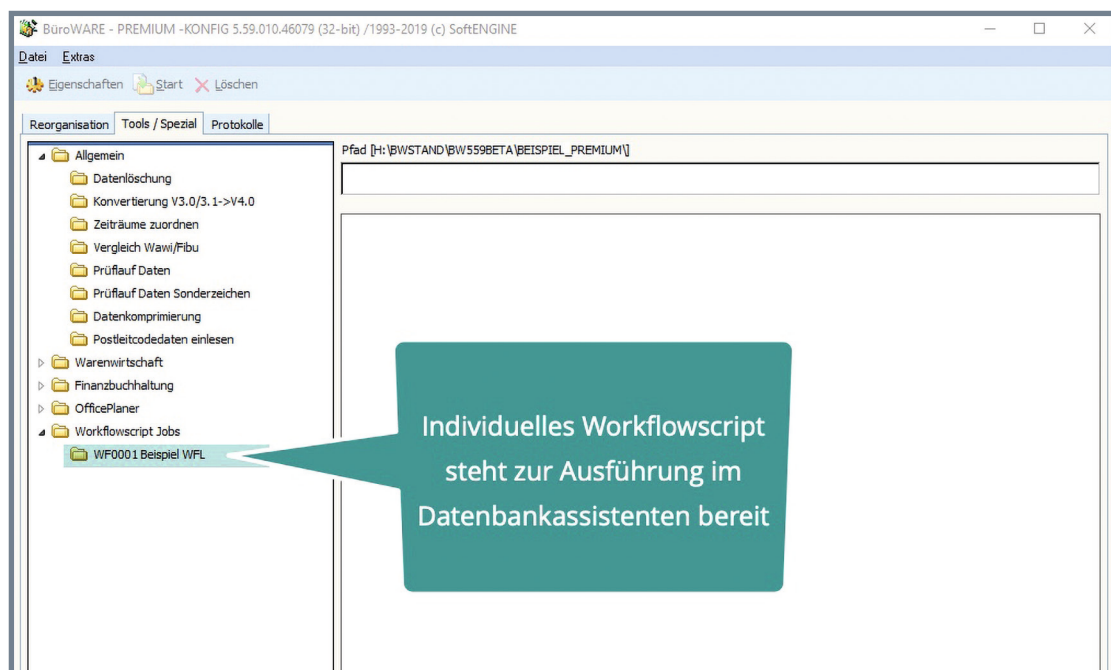 BüroWARE - PREMIUM -KONFIG 5.59.010.46079 (32-bit) /1993-2019 (c) SoftENGINE
Datei Extras
Eigenschaften Start Löschen
Reorganisation Tools / Spezial Protokolle
Pfad [H:\BWSTAND\BW559BETA\BEISPIEL_PREMIUM\]
Allgemein
Datenlöschung
Konvertierung V3.0/3.1->V4.0
Zeiträume zuordnen
Vergleich Wawi/Fibu
Prüflauf Daten
Prüflauf Daten Sonderzeichen
Datenkomprimierung
Postleitcodedaten einlesen
Warenwirtschaft
Finanzbuchhaltung
OfficePlaner
Workflowscript Jobs
WF0001 Beispiel WFL
Individuelles Workflowscript
steht zur Ausführung im
Datenbankassistenten bereit